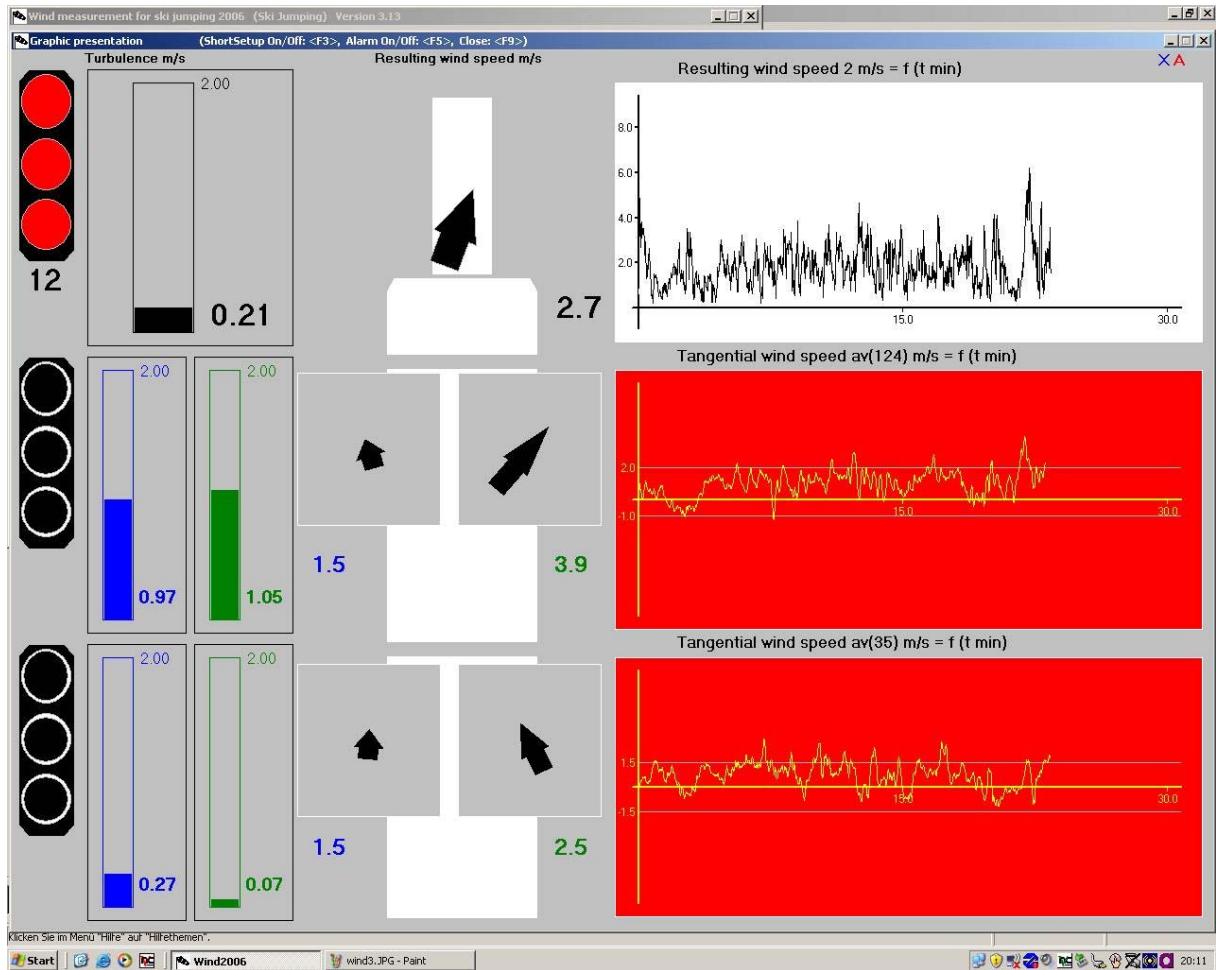 Wind measurement for ski jumping 2006 (Ski Jumping) Version 3.13
Graphic presentation (ShortSetup On/Off: <F3>, Alarm On/Off: <F5>, Close: <F9>)
Turbulence m/s
Resulting wind speed m/s
Resulting wind speed 2 m/s = f (t min)
X A
2.00
0.21
12
2.7
8.0
6.0
4.0
2.0
15.0
30.0
Tangential wind speed av(124) m/s = f (t min)
2.00
2.00
0.97
1.05
1.5
3.9
2.0
-1.0
15.0
30.0
Tangential wind speed av(35) m/s = f (t min)
2.00
2.00
0.27
0.07
1.5
2.5
1.5
-1.5
15.0
30.0
Klicken Sie im Menü "Hilfe" auf "Hilfethemen".
Start
Wind2006
wind3.JPG - Paint
20:11